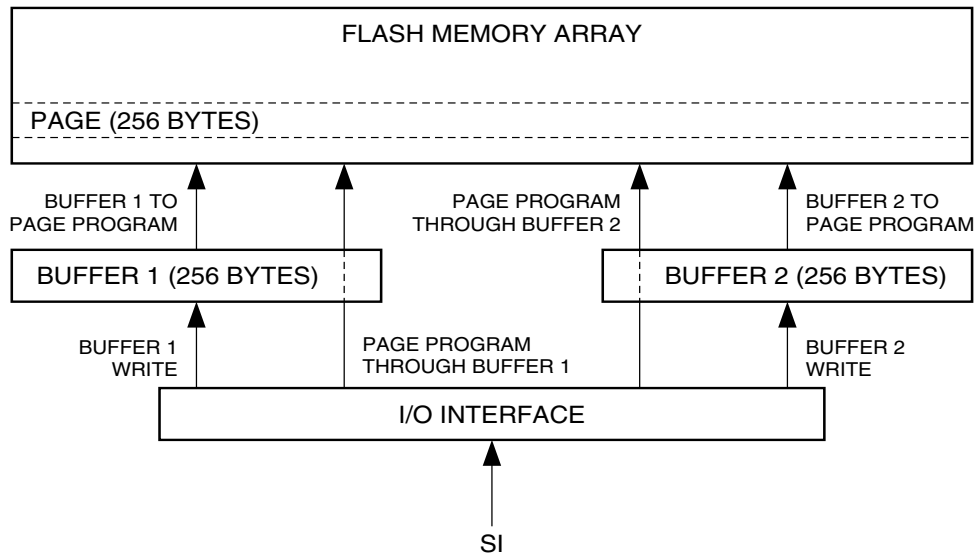 FLASH MEMORY ARRAY
PAGE (256 BYTES)
BUFFER 1 TO
PAGE PROGRAM
PAGE PROGRAM
THROUGH BUFFER 2
BUFFER 2 TO
PAGE PROGRAM
BUFFER 1 (256 BYTES)
BUFFER 2 (256 BYTES)
BUFFER 1
WRITE
PAGE PROGRAM
THROUGH BUFFER 1
BUFFER 2
WRITE
I/O INTERFACE
SI